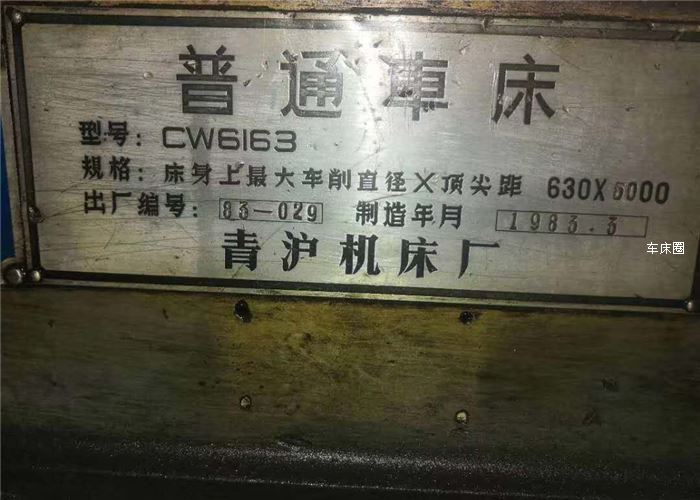 普通車床
型号: CW6163
规格: 床身上最大车削直径×顶尖距 630×5000
出厂编号: 83-029 制造年月 1983.3
青沪机床厂
车床圈